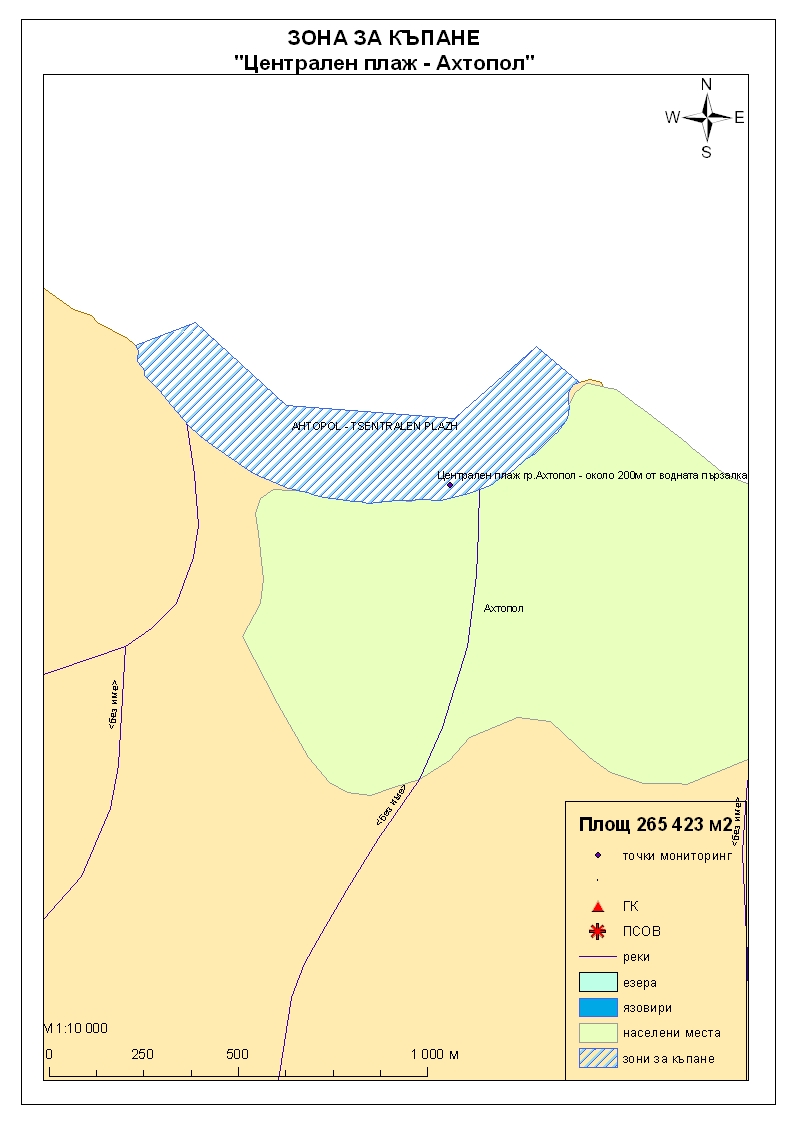 ЗОНА ЗА КЪПАНЕ
"Централен плаж - Ахтопол"
N
W E
S
AHTOPOL - TSENTRALEN PLAZH
Централен плаж гр.Ахтопол - около 200м от водната пързалка
Ахтопол
<без име>
<без име>
<без име>
Площ 265 423 м2
точки мониторинг
ГК
ПСОВ
реки
езера
язовири
населени места
зони за къпане
М 1:10 000
0 250 500 1 000 м